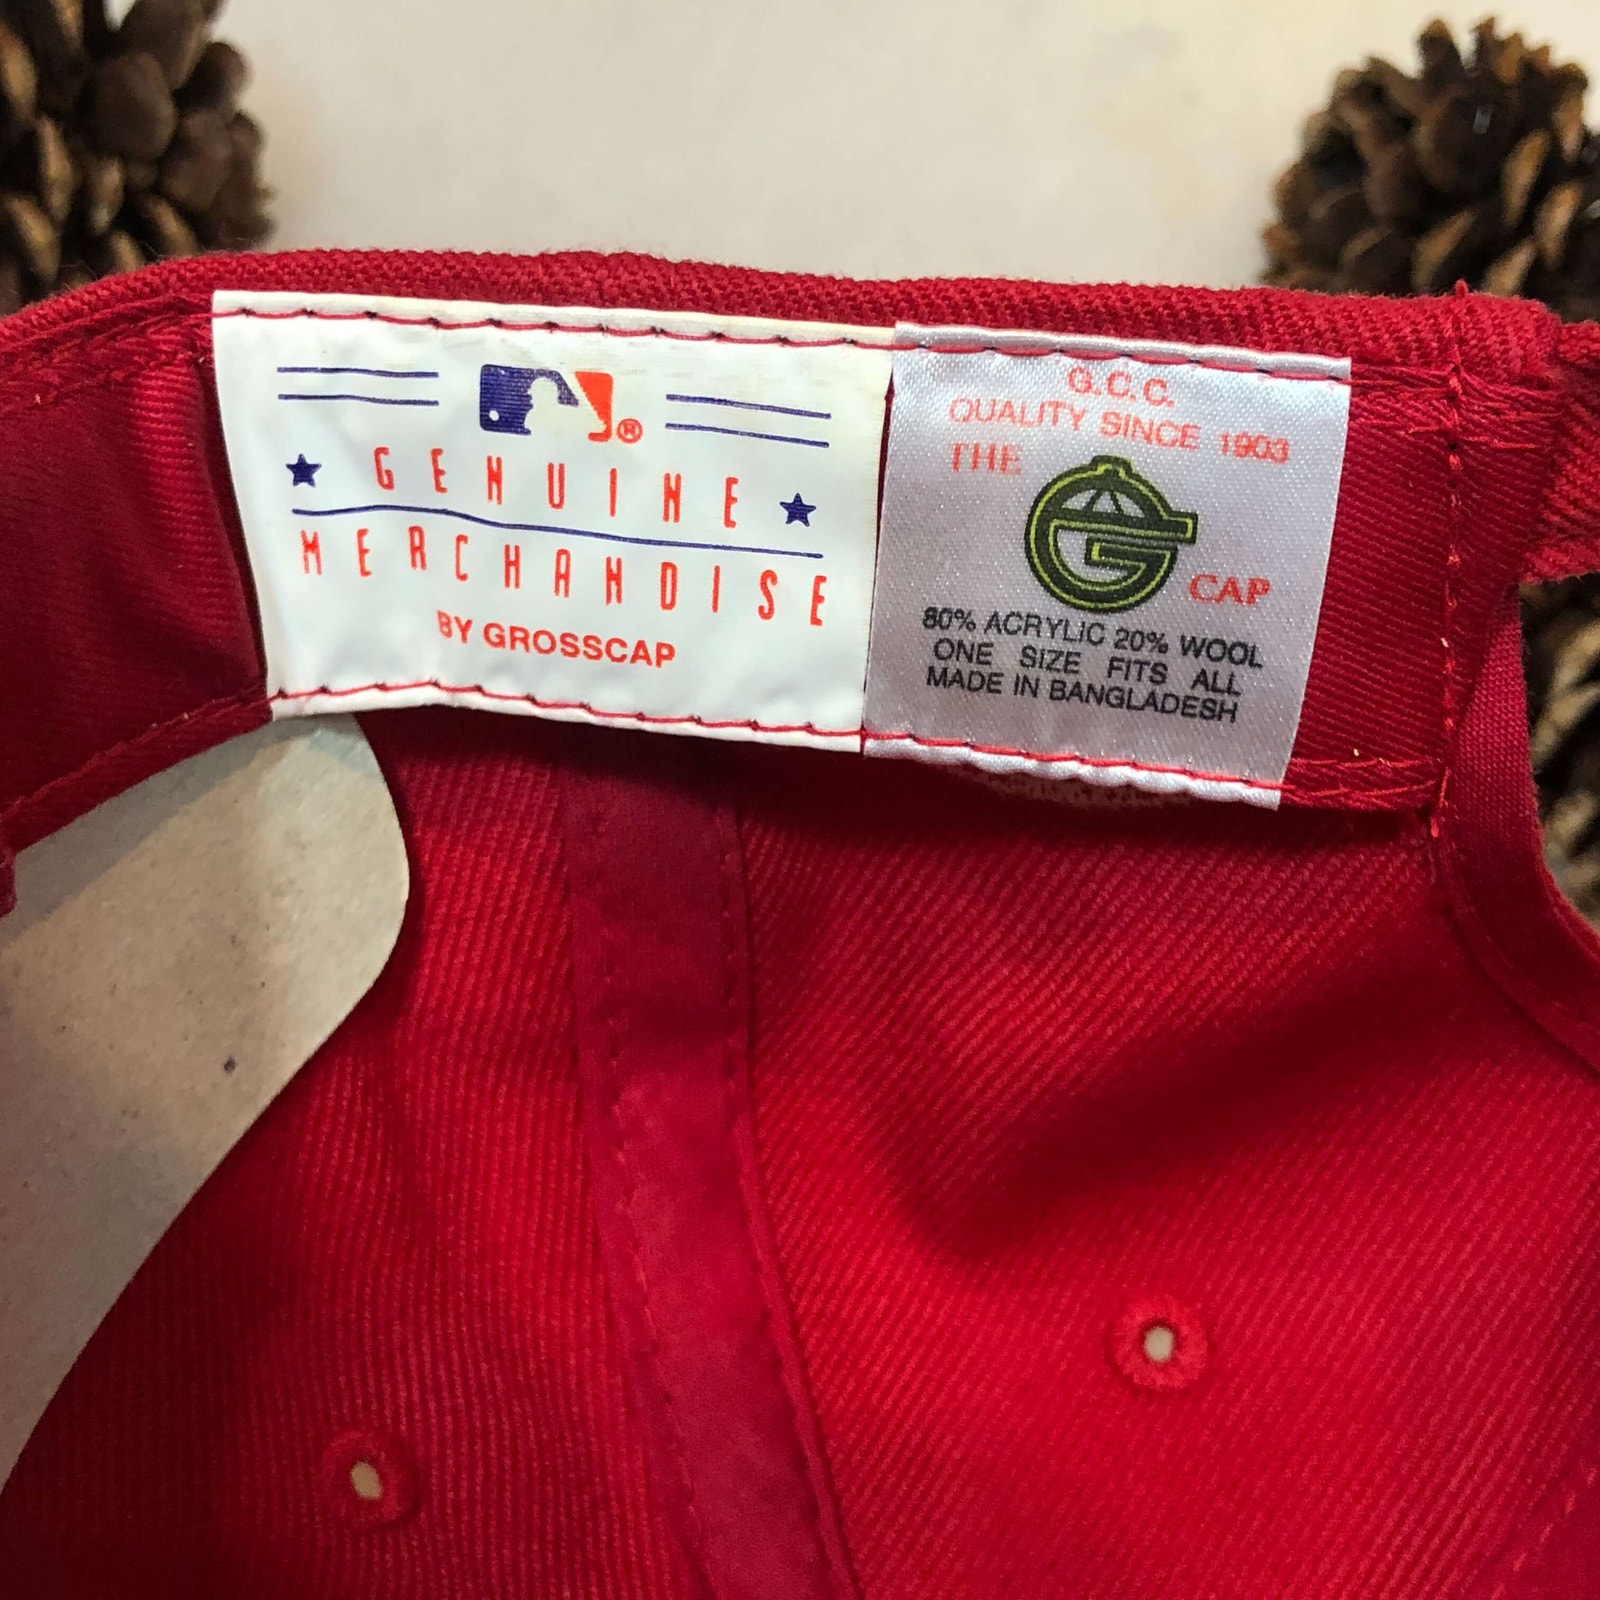 ®
GENUINE
MERCHANDISE
BY GROSSCAP
G.C.C.
QUALITY SINCE 1903
THE
G
CAP
80% ACRYLIC 20% WOOL
ONE SIZE FITS ALL
MADE IN BANGLADESH